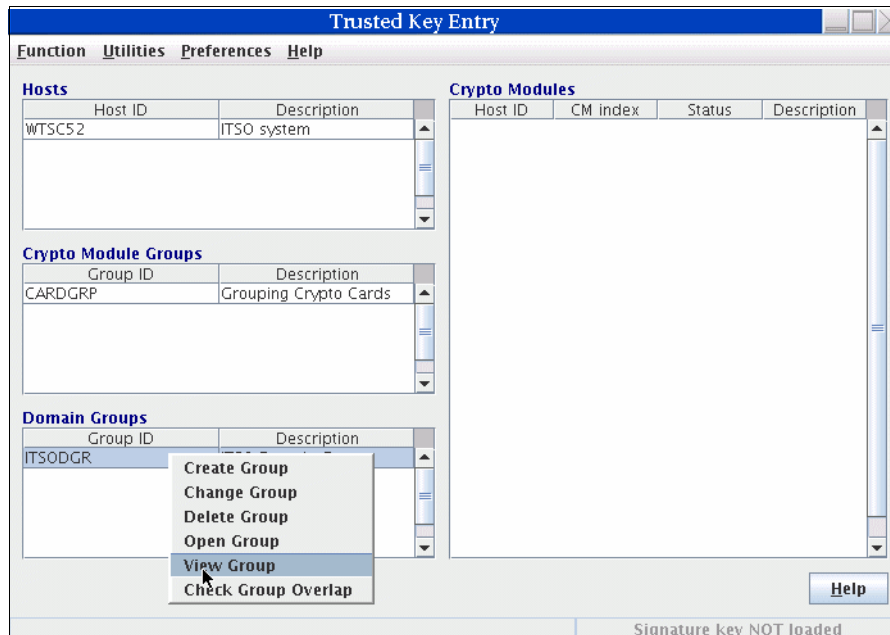 Trusted Key Entry
Function Utilities Preferences Help
Hosts
Host ID Description
WTSC52 ITSO system
Crypto Module Groups
Group ID Description
CARDGRP Grouping Crypto Cards
Domain Groups
Group ID Description
ITSODGR
Create Group
Change Group
Delete Group
Open Group
View Group
Check Group Overlap
Crypto Modules
Host ID CM index Status Description
Help
Signature key NOT loaded